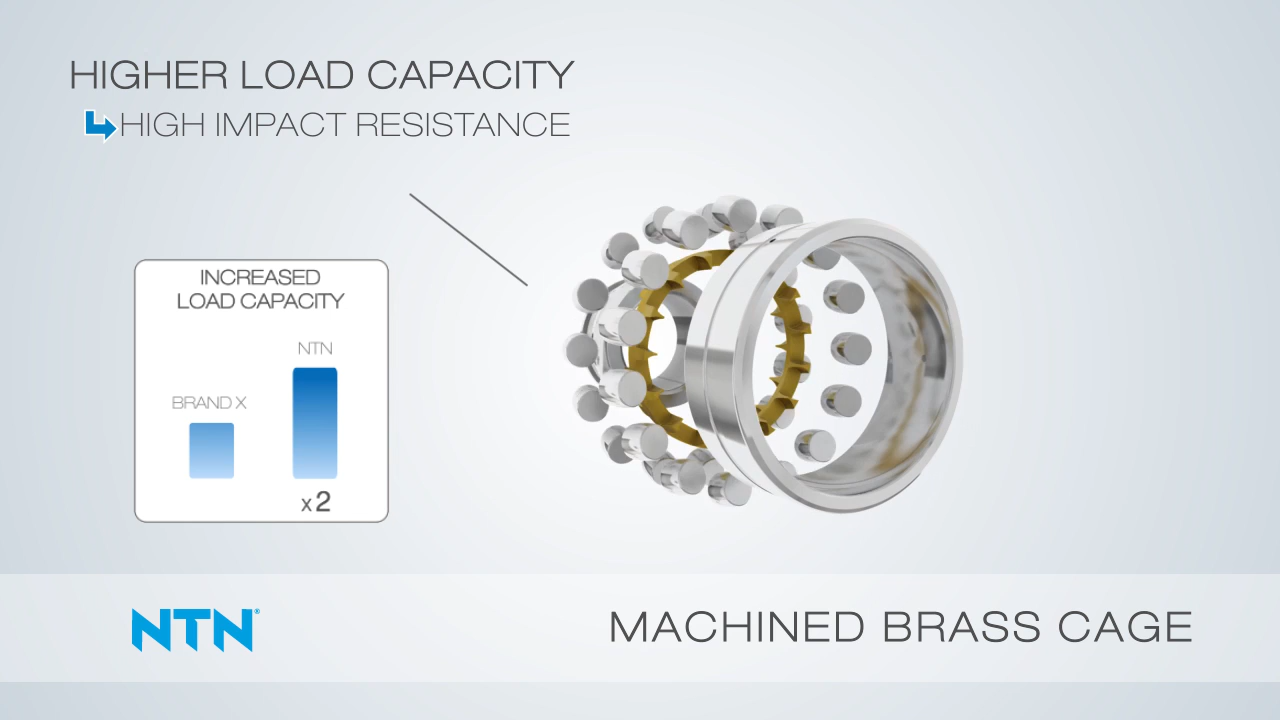 HIGHER LOAD CAPACITY
HIGH IMPACT RESISTANCE
INCREASED
LOAD CAPACITY
NTN
BRAND X
x2
NTN®
MACHINED BRASS CAGE